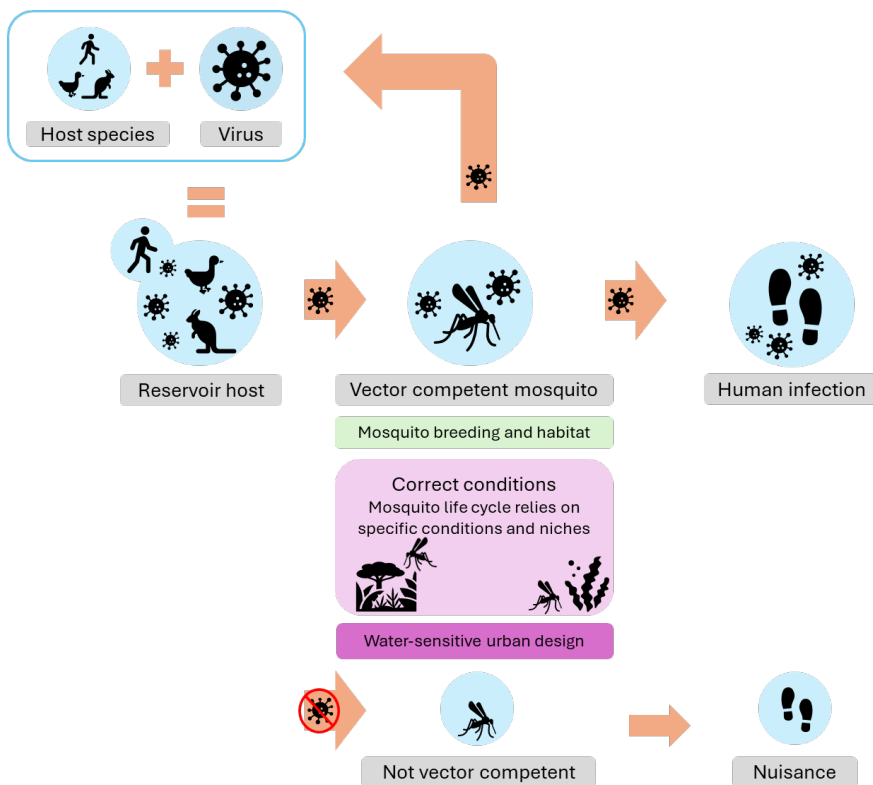 Host species
Virus
Reservoir host
Vector competent mosquito
Human infection
Mosquito breeding and habitat
Correct conditions
Mosquito life cycle relies on
specific conditions and niches
Water-sensitive urban design
Not vector competent
Nuisance